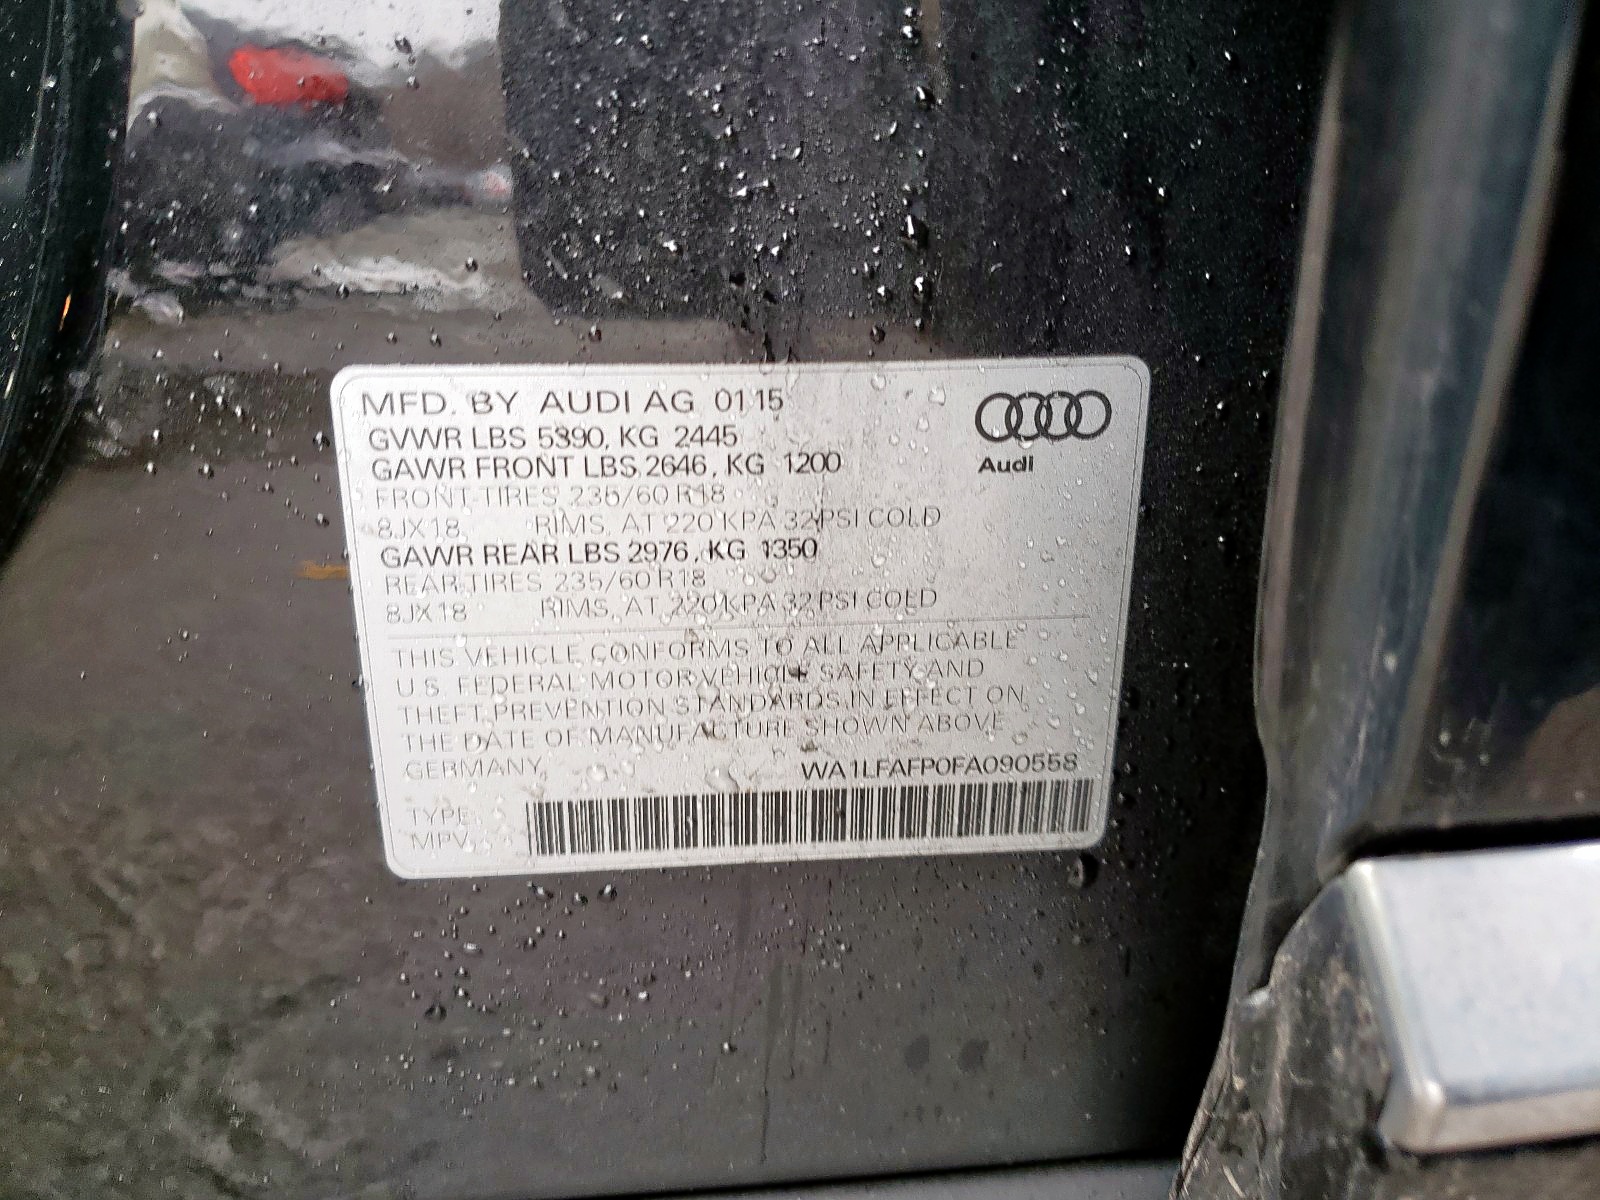 MFD. BY AUDI AG 01 15
GVWR LBS 5390, KG 2445
GAWR FRONT LBS 2646, KG 1200
FRONT TIRES 235/60 R18
8JX18 RIMS, AT 220 KPA 32 PSI COLD
GAWR REAR LBS 2976, KG 1350
REAR TIRES 235/60 R18
8JX18 RIMS, AT 220 KPA 32 PSI COLD
Audi
THIS VEHICLE CONFORMS TO ALL APPLICABLE
U.S. FEDERAL MOTOR VEHICLE SAFETY AND
THEFT PREVENTION STANDARDS IN EFFECT ON
THE DATE OF MANUFACTURE SHOWN ABOVE
GERMANY WA1LFAFP0FA090558
TYPE:
MPV